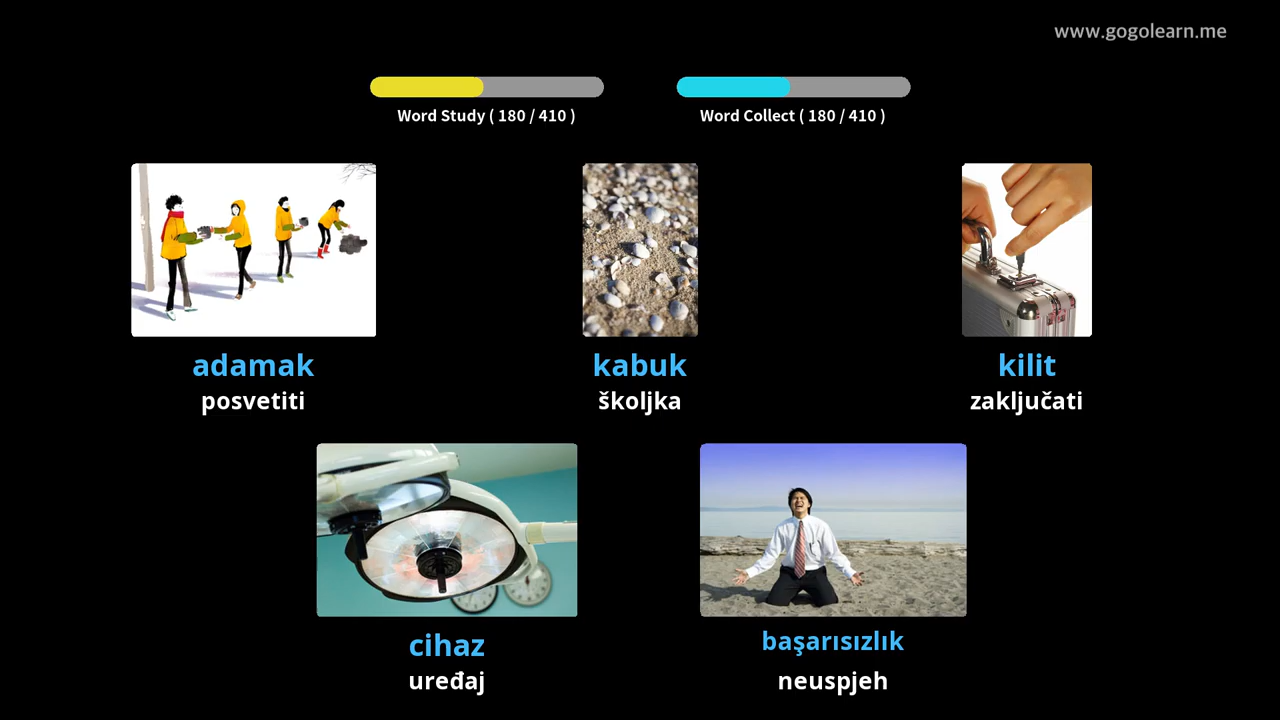 www.gogolearn.me
Word Study ( 180 / 410 )
Word Collect ( 180 / 410 )
adamak
posvetiti
kabuk
školjka
kilit
zaključati
cihaz
uređaj
başarısızlık
neuspjeh